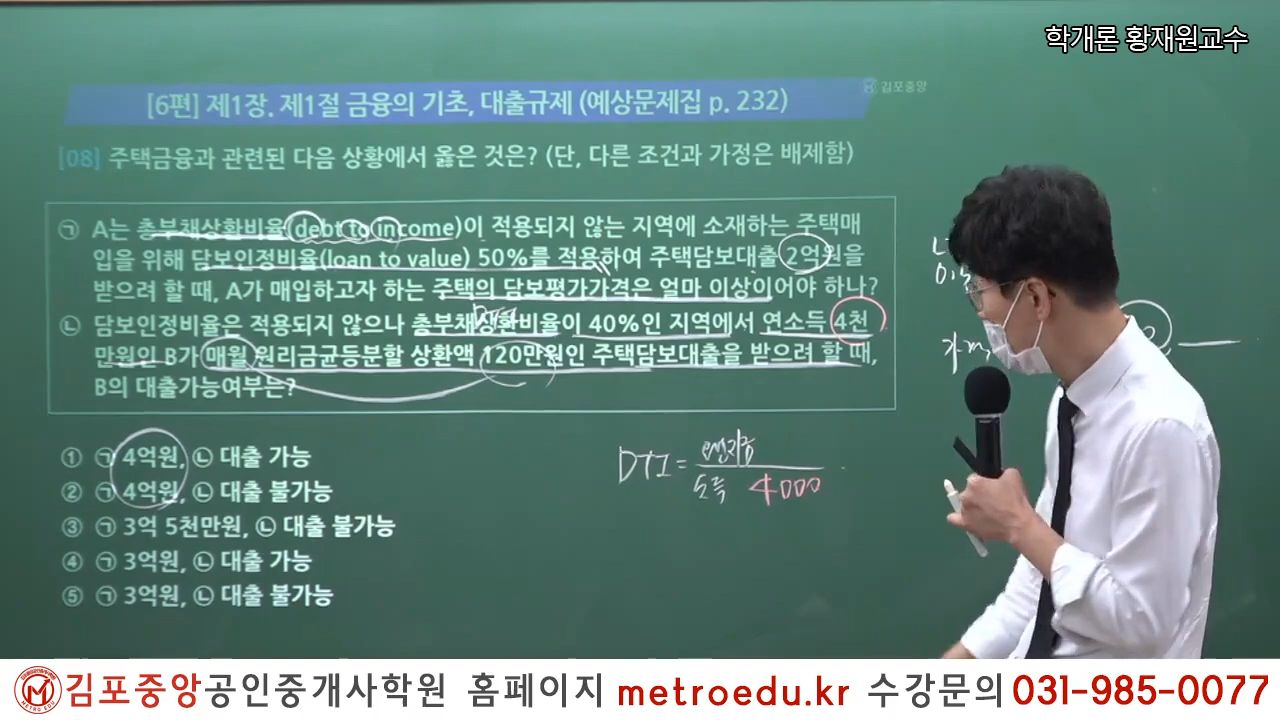 학개론 황재원교수
김포중앙
[6편] 제1장. 제1절 금융의 기초, 대출규제 (예상문제집 p. 232)
[08] 주택금융과 관련된 다음 상황에서 옳은 것은? (단, 다른 조건과 가정은 배제함)
㉠ A는 총부채상환비율(debt to income)이 적용되지 않는 지역에 소재하는 주택매
입을 위해 담보인정비율(loan to value) 50%를 적용하여 주택담보대출 2억원을
받으려 할 때, A가 매입하고자 하는 주택의 담보평가가격은 얼마 이상이어야 하나?
DTI
㉡ 담보인정비율은 적용되지 않으나 총부채상환비율이 40%인 지역에서 연소득 4천
만원인 B가 매월 원리금균등분할 상환액 120만원인 주택담보대출을 받으려 할 때,
B의 대출가능여부는?
① ㉠ 4억원, ㉡ 대출 가능
② ㉠ 4억원, ㉡ 대출 불가능
③ ㉠ 3억 5천만원, ㉡ 대출 불가능
④ ㉠ 3억원, ㉡ 대출 가능
⑤ ㉠ 3억원, ㉡ 대출 불가능
DTI =
소득 4000
METRO EDU
김포중앙공인중개사학원 홈페이지 metroedu.kr 수강문의 031-985-0077